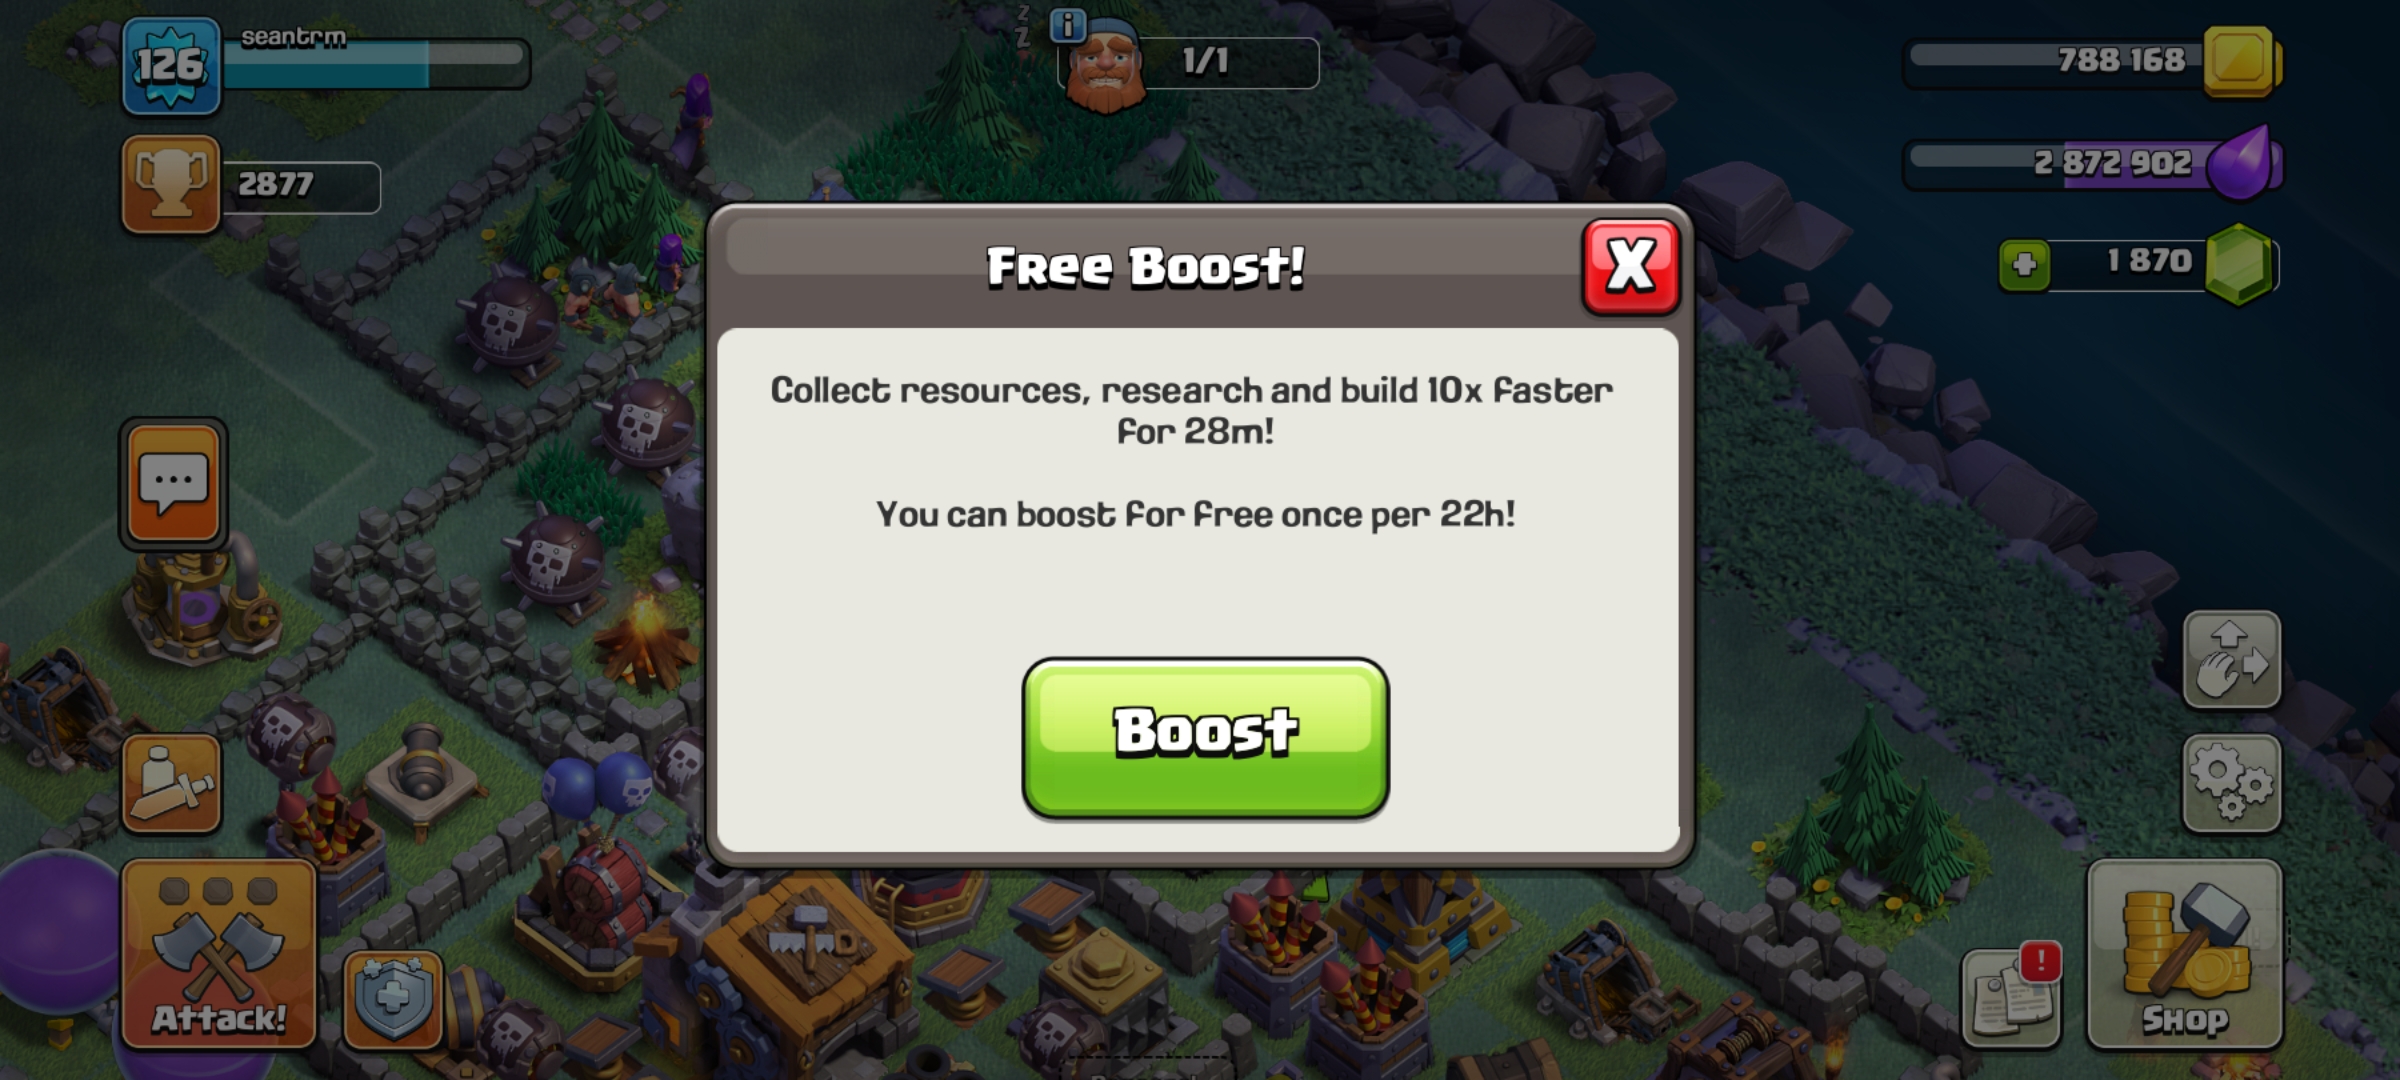 126
seantrm
z
z
i
1/1
788 168
2877
2 872 902
1 870
Free Boost!
X
Collect resources, research and build 10x faster
for 28m!
You can boost for free once per 22h!
Boost
Attack!
!
Shop